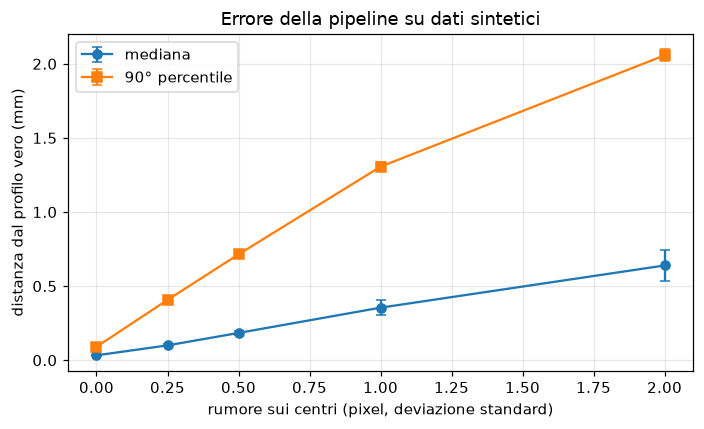 Errore della pipeline su dati sintetici
mediana
90° percentile
distanza dal profilo vero (mm)
2.0
1.5
1.0
0.5
0.0
0.00 0.25 0.50 0.75 1.00 1.25 1.50 1.75 2.00
rumore sui centri (pixel, deviazione standard)